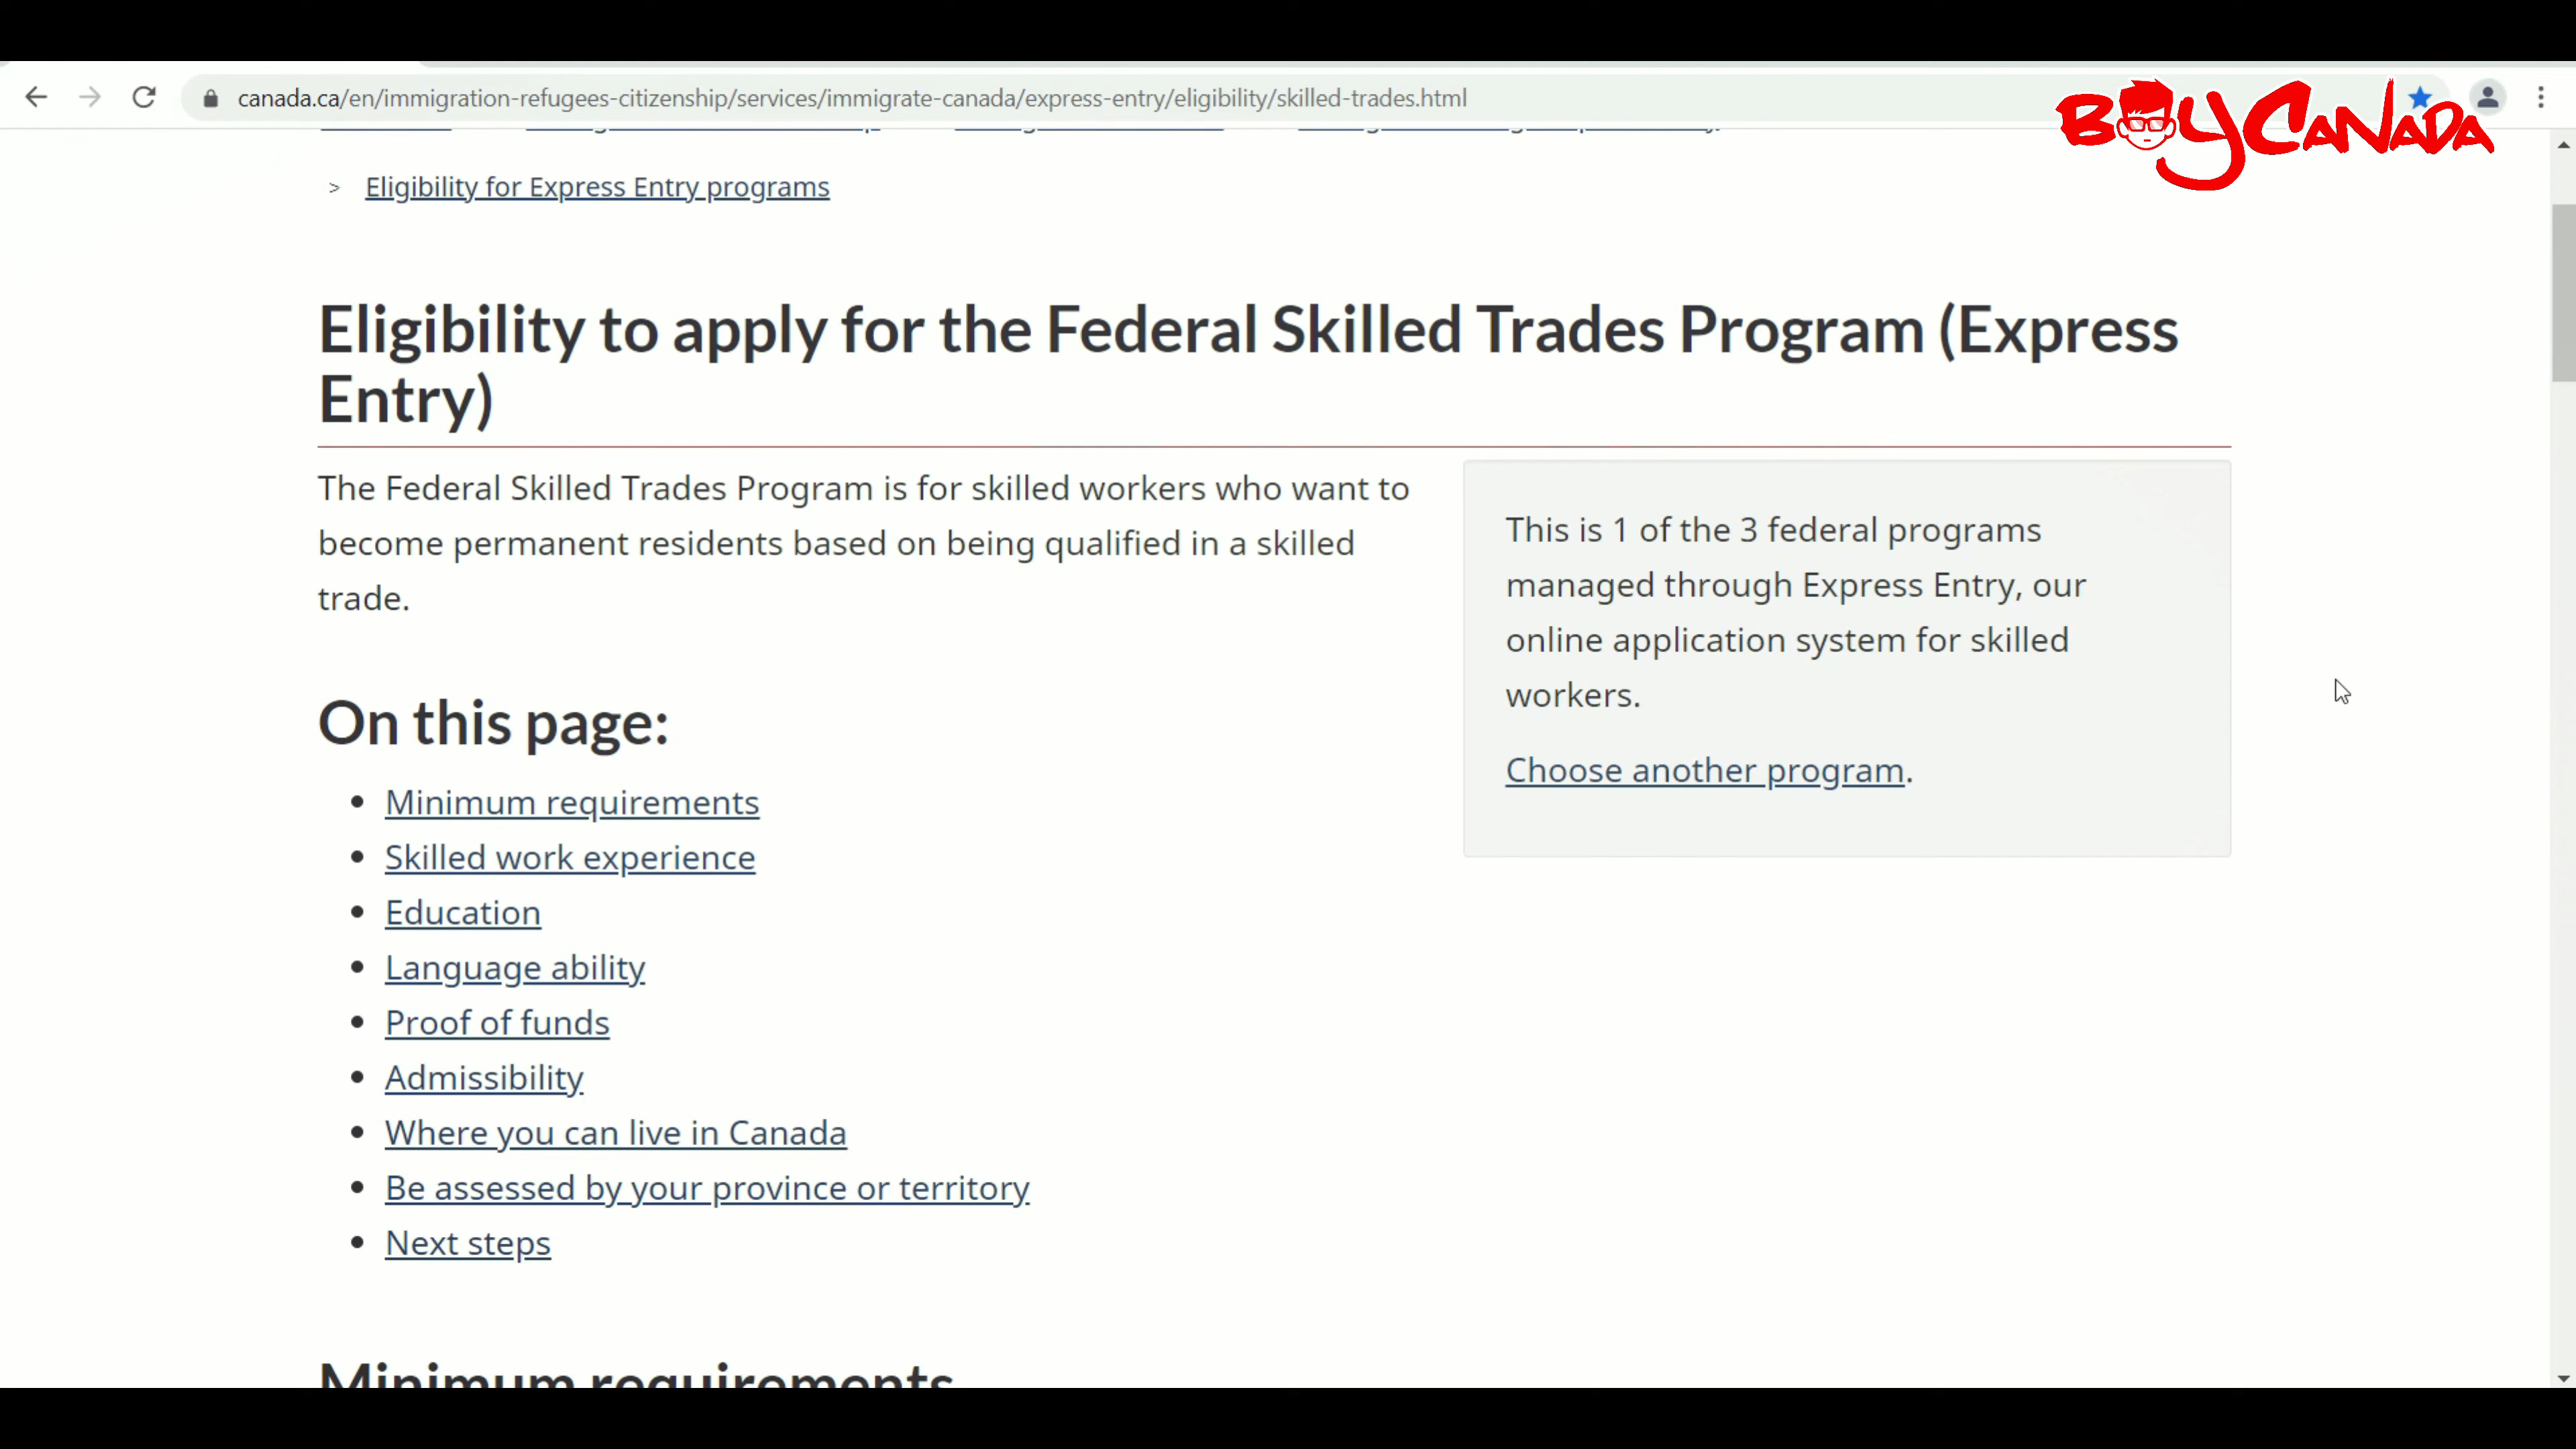 canada.ca/en/immigration-refugees-citizenship/services/immigrate-canada/express-entry/eligibility/skilled-trades.html
BOYCANADA
> Eligibility for Express Entry programs
Eligibility to apply for the Federal Skilled Trades Program (Express
Entry)
The Federal Skilled Trades Program is for skilled workers who want to
become permanent residents based on being qualified in a skilled
trade.
This is 1 of the 3 federal programs
managed through Express Entry, our
online application system for skilled
workers.
Choose another program.
On this page:
• Minimum requirements
• Skilled work experience
• Education
• Language ability
• Proof of funds
• Admissibility
• Where you can live in Canada
• Be assessed by your province or territory
• Next steps
Minimum requirements